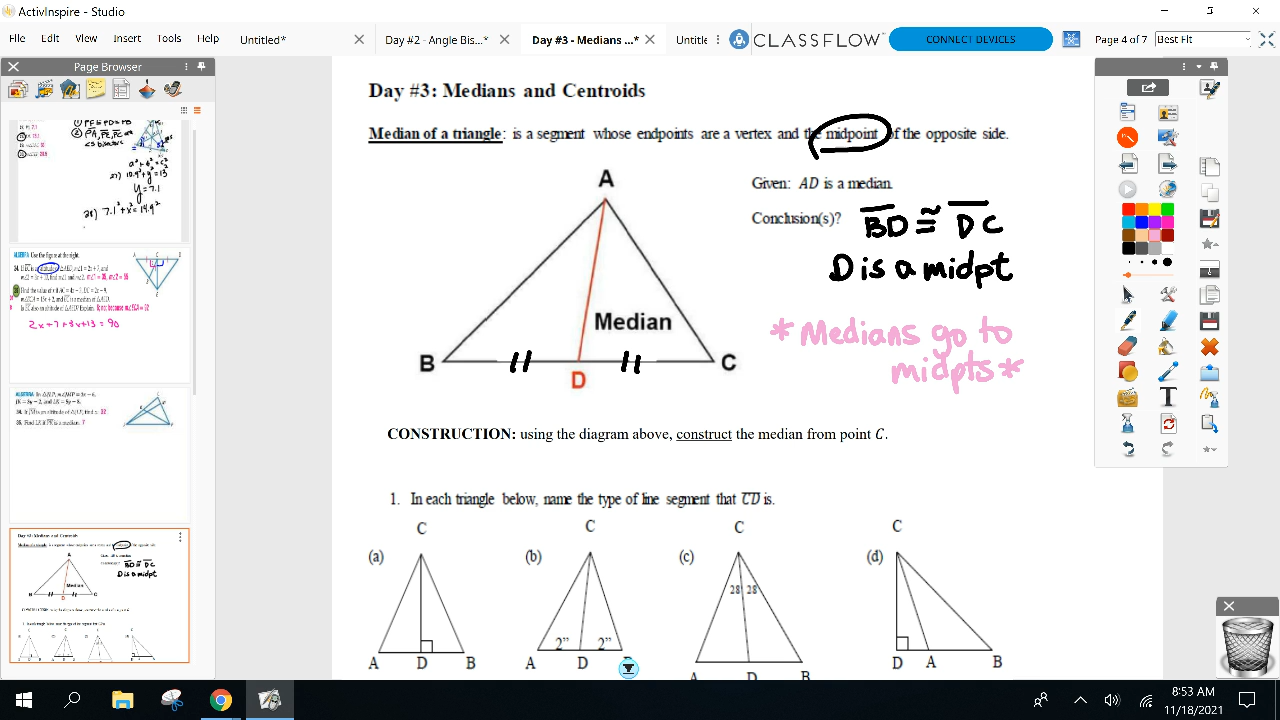 ActivInspire - Studio
File Edit View Insert Tools Help
Untitled*
Day #2 - Angle Bis...*
Day #3 - Medians ...*
Untitle
CLASSFLOW
CONNECT DEVICES
Page 4 of 7
Best Fit
Page Browser
Day #3: Medians and Centroids
Median of a triangle: is a segment whose endpoints are a vertex and the midpoint of the opposite side.
A
Given: AD is a median.
Conclusion(s)? BD ≅ DC
D is a midpt
Median
*Medians go to
midpts*
B
C
D
CONSTRUCTION: using the diagram above, construct the median from point C.
1. In each triangle below, name the type of line segment that CD is.
C C C C
(a) (b) (c) (d)
28 28
2” 2”
A D B A D A D B D A B
8:53 AM
11/18/2021